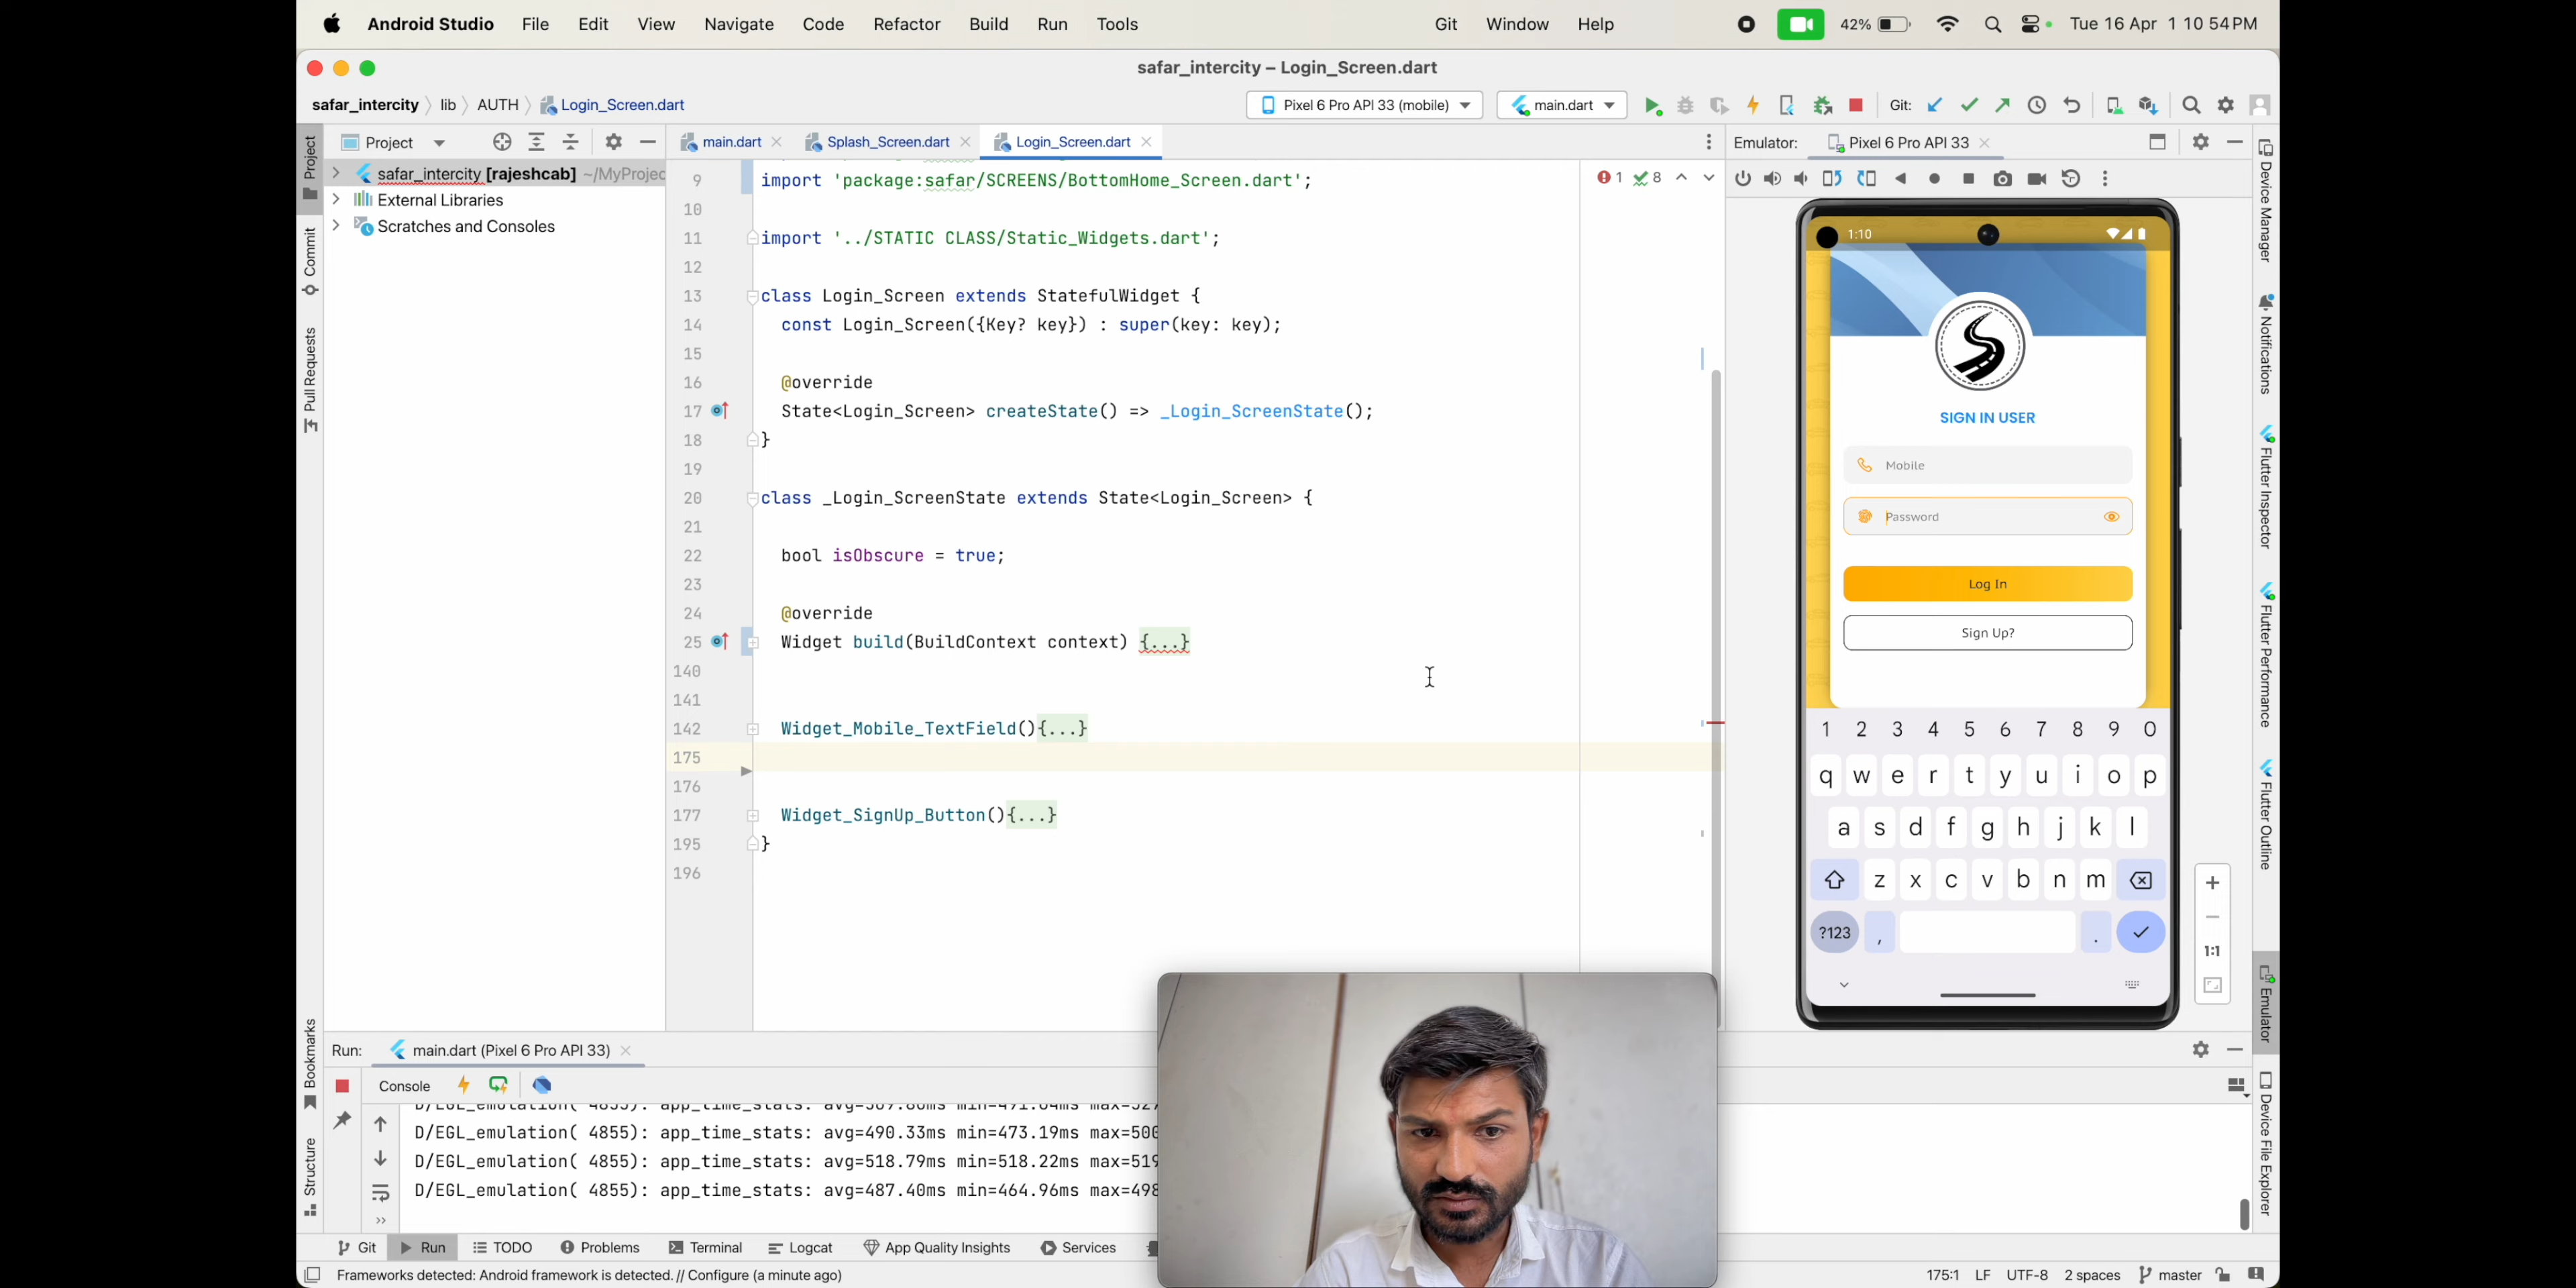 Android Studio File Edit View Navigate Code Refactor Build Run Tools Git Window Help 42% Tue 16 Apr 1 10 54 PM
safar_intercity – Login_Screen.dart
safar_intercity lib AUTH Login_Screen.dart Pixel 6 Pro API 33 (mobile) main.dart Git:
Project main.dart Splash_Screen.dart Login_Screen.dart Emulator: Pixel 6 Pro API 33
safar_intercity [rajeshcab] ~/MyProjec
External Libraries
Scratches and Consoles
Project
Commit
Pull Requests
Bookmarks
Structure
1 8
9 import 'package:safar/SCREENS/BottomHome_Screen.dart';
10
11 import '../STATIC CLASS/Static_Widgets.dart';
12
13 class Login_Screen extends StatefulWidget {
14 const Login_Screen({Key? key}) : super(key: key);
15
16 @override
17 State<Login_Screen> createState() => _Login_ScreenState();
18 }
19
20 class _Login_ScreenState extends State<Login_Screen> {
21
22 bool isObscure = true;
23
24 @override
25 Widget build(BuildContext context) {...}
140
141
142 Widget_Mobile_TextField(){...}
175
176
177 Widget_SignUp_Button(){...}
195 }
196
1:10
SIGN IN USER
Mobile
Password
Log In
Sign Up?
1 2 3 4 5 6 7 8 9 0
q w e r t y u i o p
a s d f g h j k l
z x c v b n m
?123 , .
1:1
Device Manager
Notifications
Flutter Inspector
Flutter Performance
Flutter Outline
Emulator
Device File Explorer
Run: main.dart (Pixel 6 Pro API 33)
Console
D/EGL_emulation( 4855): app_time_stats: avg=490.33ms min=473.19ms max=500
D/EGL_emulation( 4855): app_time_stats: avg=518.79ms min=518.22ms max=519
D/EGL_emulation( 4855): app_time_stats: avg=487.40ms min=464.96ms max=498
Git Run TODO Problems Terminal Logcat App Quality Insights Services
Frameworks detected: Android framework is detected. // Configure (a minute ago) 175:1 LF UTF-8 2 spaces master